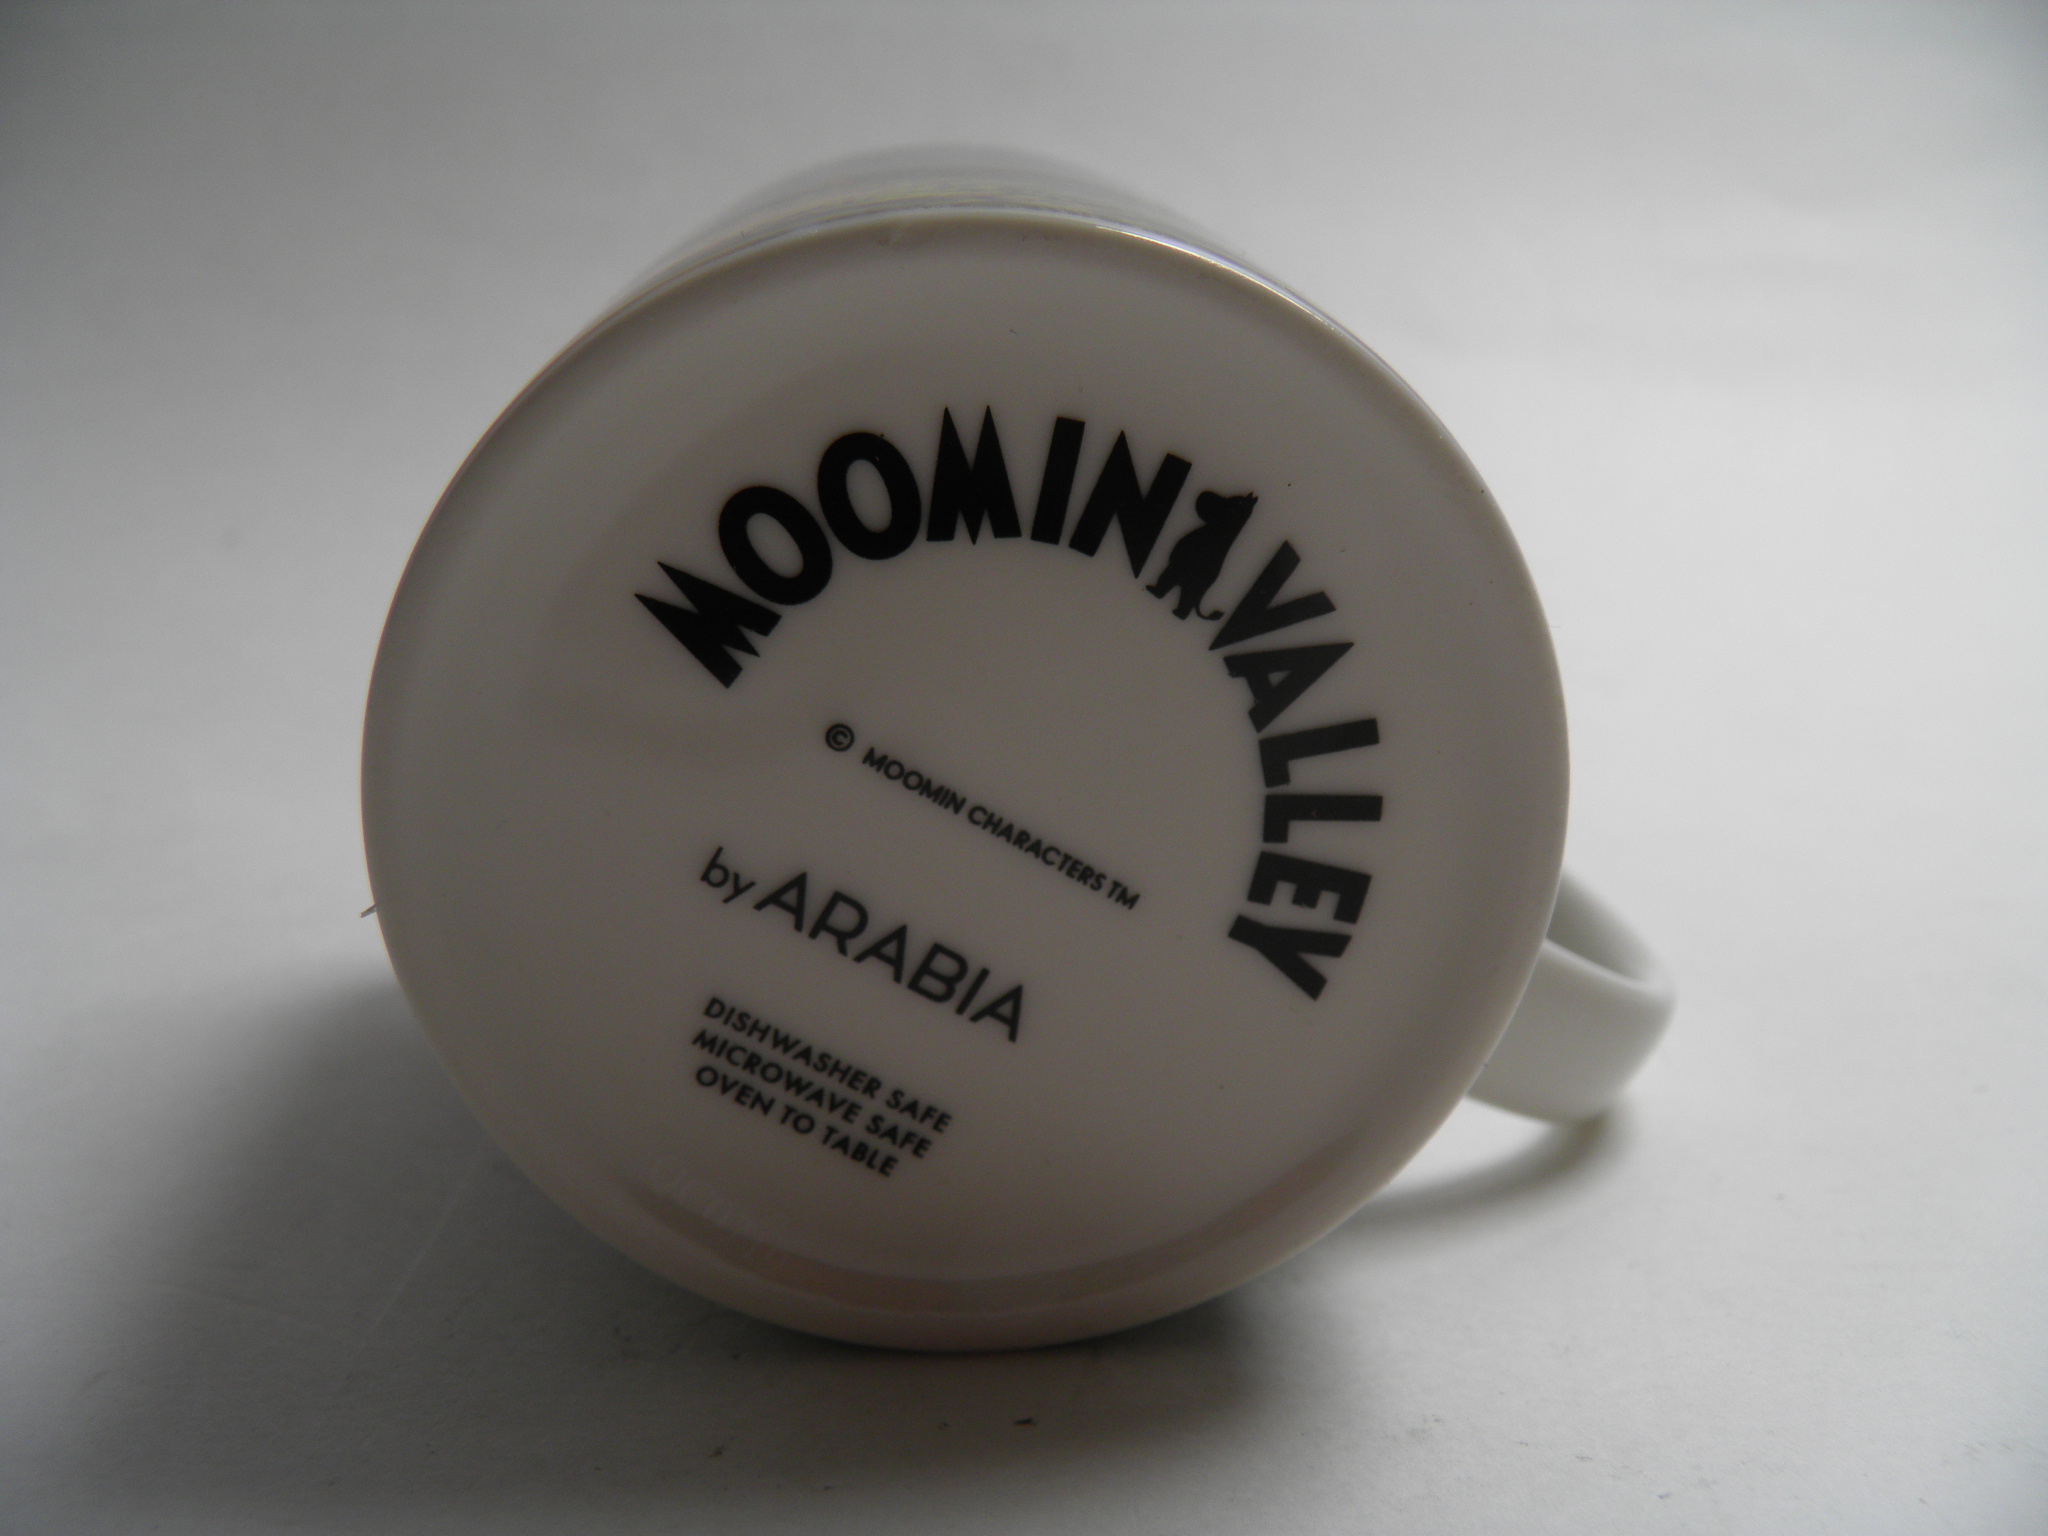 MOOMINVALLEY
© MOOMIN CHARACTERS TM
by ARABIA
DISHWASHER SAFE
MICROWAVE SAFE
OVEN TO TABLE